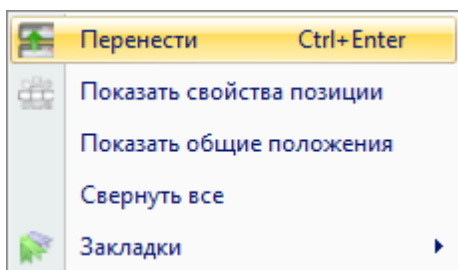 Перенести Ctrl+Enter
Показать свойства позиции
Показать общие положения
Свернуть все
Закладки